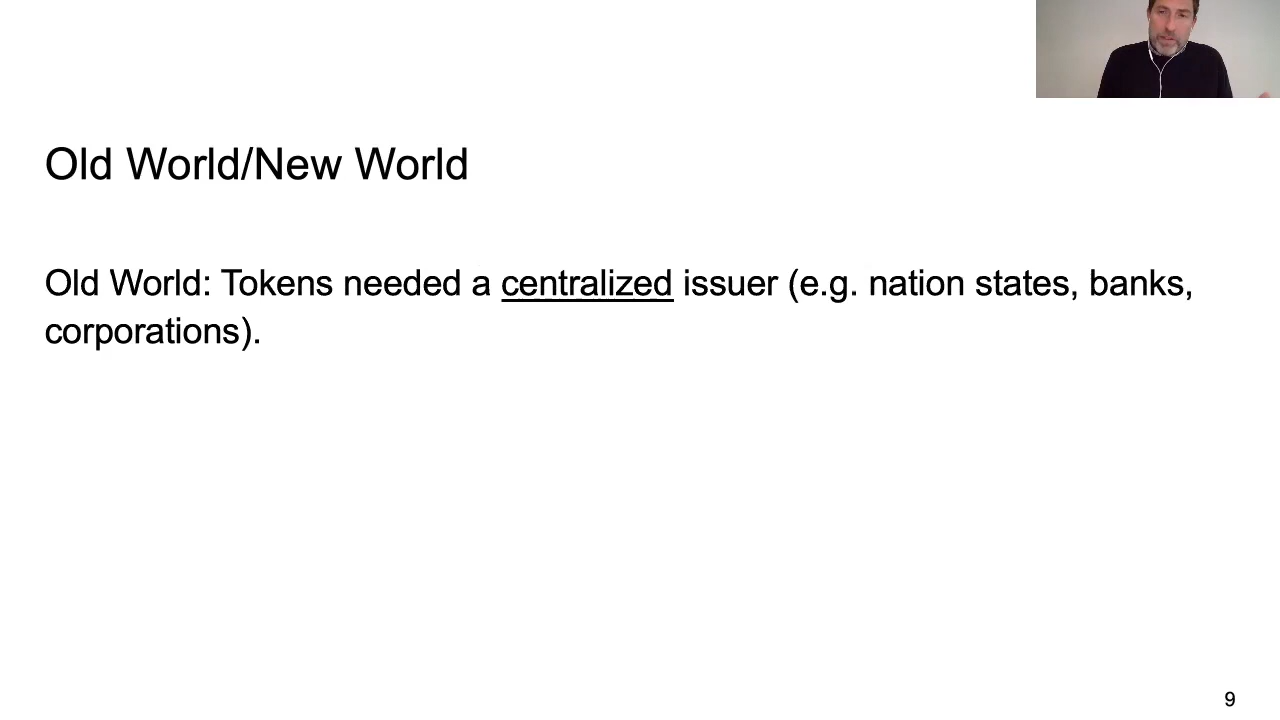 Old World/New World
Old World: Tokens needed a centralized issuer (e.g. nation states, banks,
corporations).
9